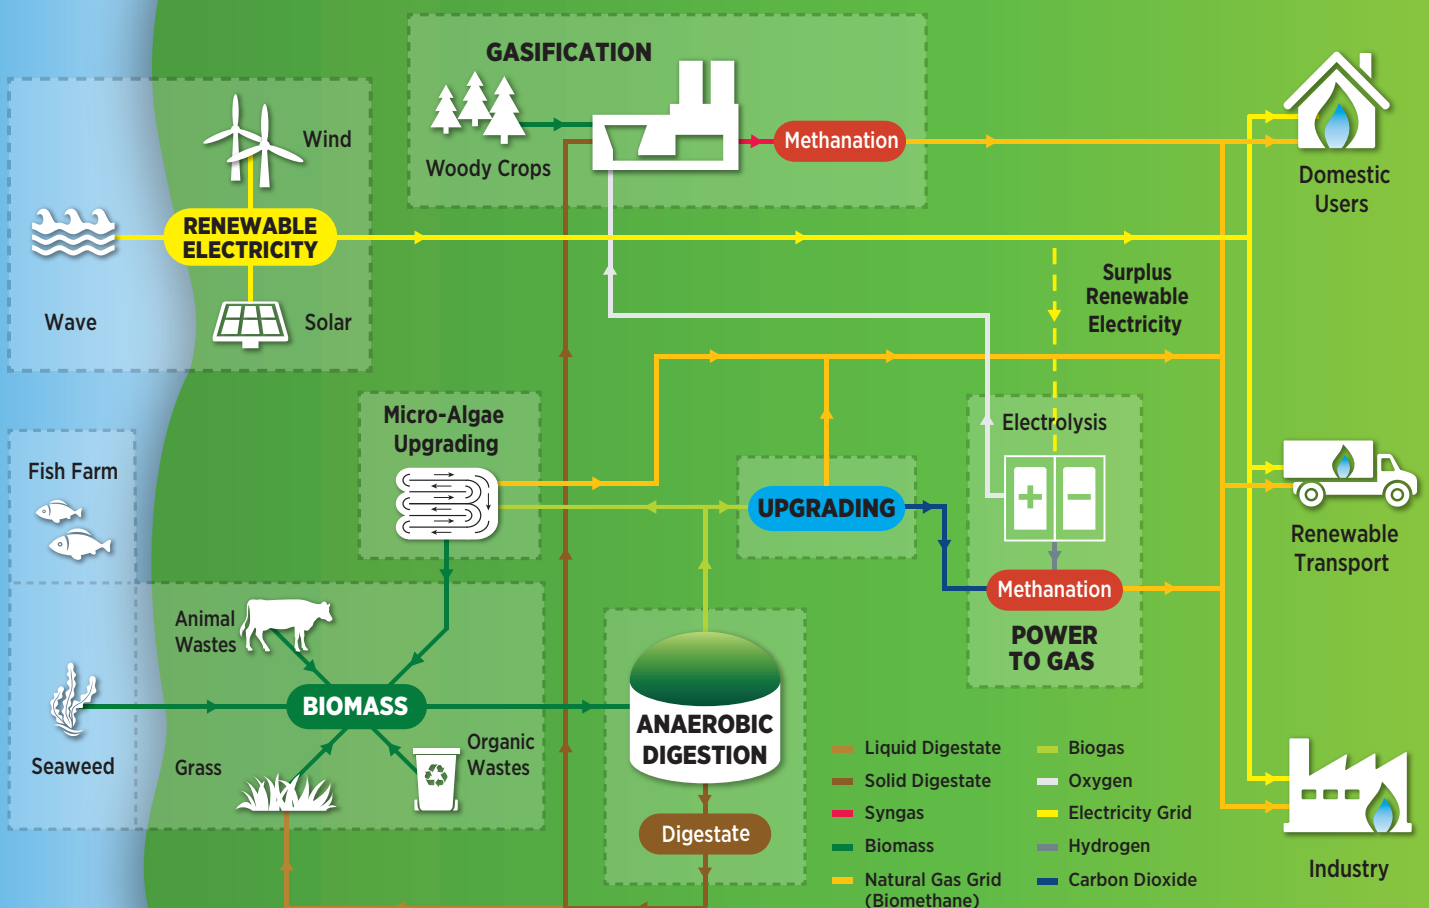 GASIFICATION
Woody Crops
Methanation
Wind
RENEWABLE
ELECTRICITY
Wave
Solar
Domestic
Users
Surplus
Renewable
Electricity
Micro-Algae
Upgrading
Electrolysis
Fish Farm
UPGRADING
Renewable
Transport
Methanation
POWER
TO GAS
Animal
Wastes
BIOMASS
Seaweed
Grass
Organic
Wastes
ANAEROBIC
DIGESTION
Digestate
Liquid Digestate
Solid Digestate
Syngas
Biomass
Natural Gas Grid
(Biomethane)
Biogas
Oxygen
Electricity Grid
Hydrogen
Carbon Dioxide
Industry